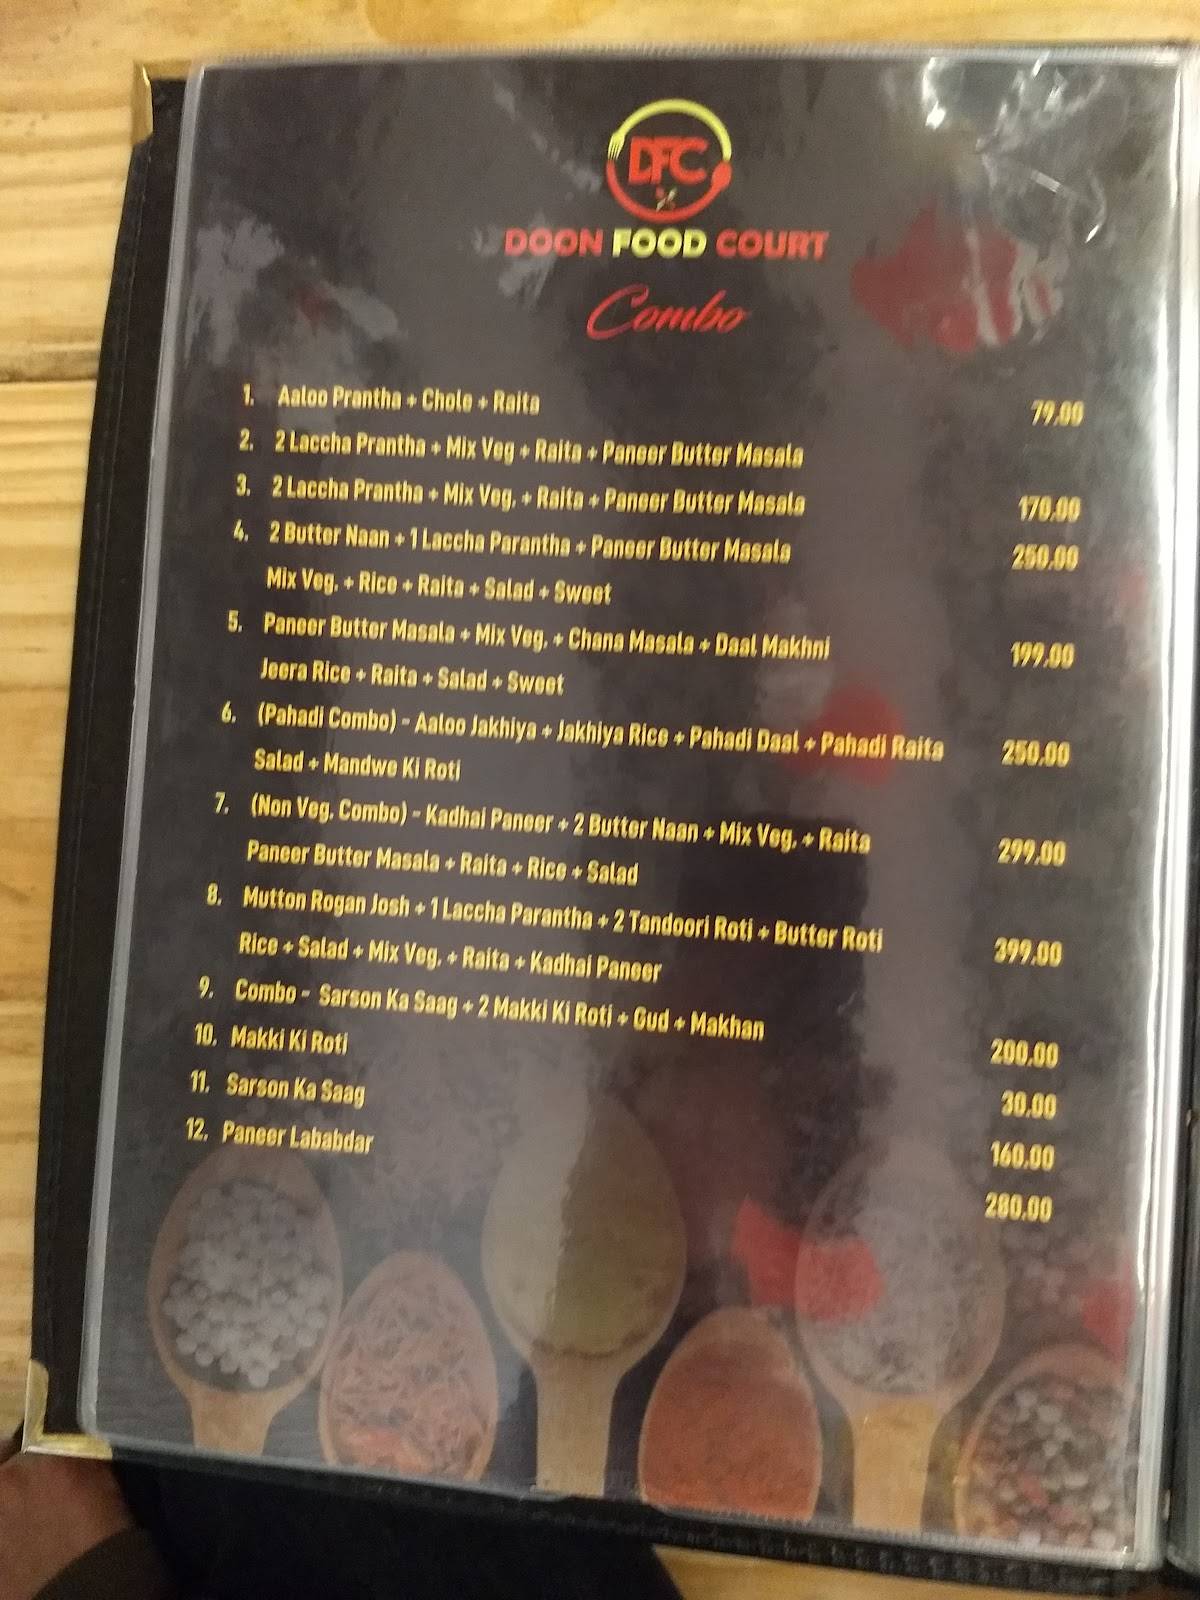 DFC
DOON FOOD COURT
Combo
1. Aaloo Prantha + Chole + Raita 79.00
2. 2 Laccha Prantha + Mix Veg + Raita + Paneer Butter Masala
3. 2 Laccha Prantha + Mix Veg. + Raita + Paneer Butter Masala 170.00
4. 2 Butter Naan + 1 Laccha Parantha + Paneer Butter Masala 250.00
Mix Veg. + Rice + Raita + Salad + Sweet
5. Paneer Butter Masala + Mix Veg. + Chana Masala + Daal Makhni 199.00
Jeera Rice + Raita + Salad + Sweet
6. (Pahadi Combo) - Aaloo Jakhiya + Jakhiya Rice + Pahadi Daal + Pahadi Raita 250.00
Salad + Mandwe Ki Roti
7. (Non Veg. Combo) - Kadhai Paneer + 2 Butter Naan + Mix Veg. + Raita 299.00
Paneer Butter Masala + Raita + Rice + Salad
8. Mutton Rogan Josh + 1 Laccha Parantha + 2 Tandoori Roti + Butter Roti 399.00
Rice + Salad + Mix Veg. + Raita + Kadhai Paneer
9. Combo - Sarson Ka Saag + 2 Makki Ki Roti + Gud + Makhan 200.00
10. Makki Ki Roti 30.00
11. Sarson Ka Saag 160.00
12. Paneer Lababdar 280.00